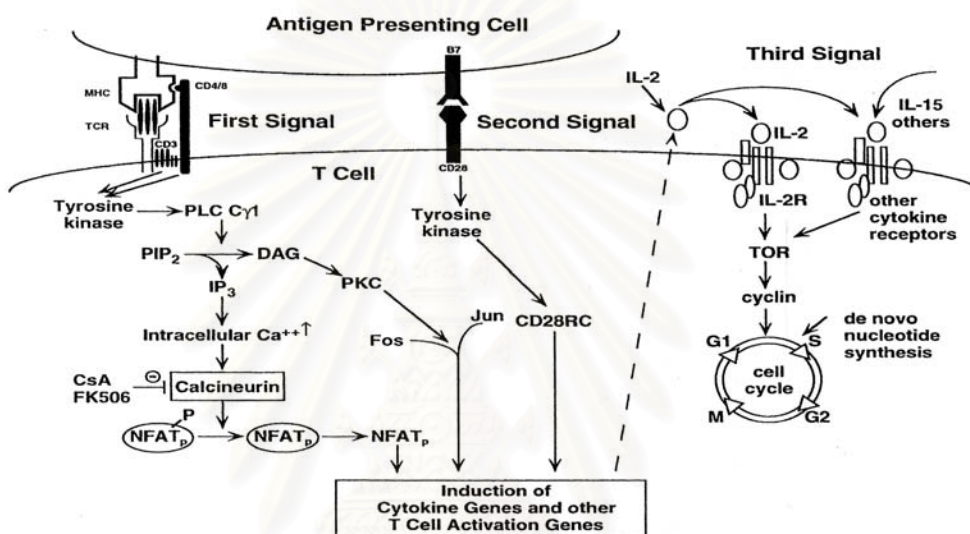 Antigen Presenting Cell
B7
Third Signal
MHC
CD4/8
IL-2
IL-15
others
TCR
First Signal
Second Signal
IL-2
CD3
T Cell
CD28
IL-2R
other
cytokine
receptors
Tyrosine
kinase
PLC Cγ1
Tyrosine
kinase
PIP2
DAG
TOR
PKC
IP3
cyclin
Intracellular Ca++↑
Fos
Jun
CD28RC
G1
S
de novo
nucleotide
synthesis
CsA
FK506
−
Calcineurin
cell
cycle
M
G2
P
NFATp
NFATp
NFATp
Induction of
Cytokine Genes and other
T Cell Activation Genes